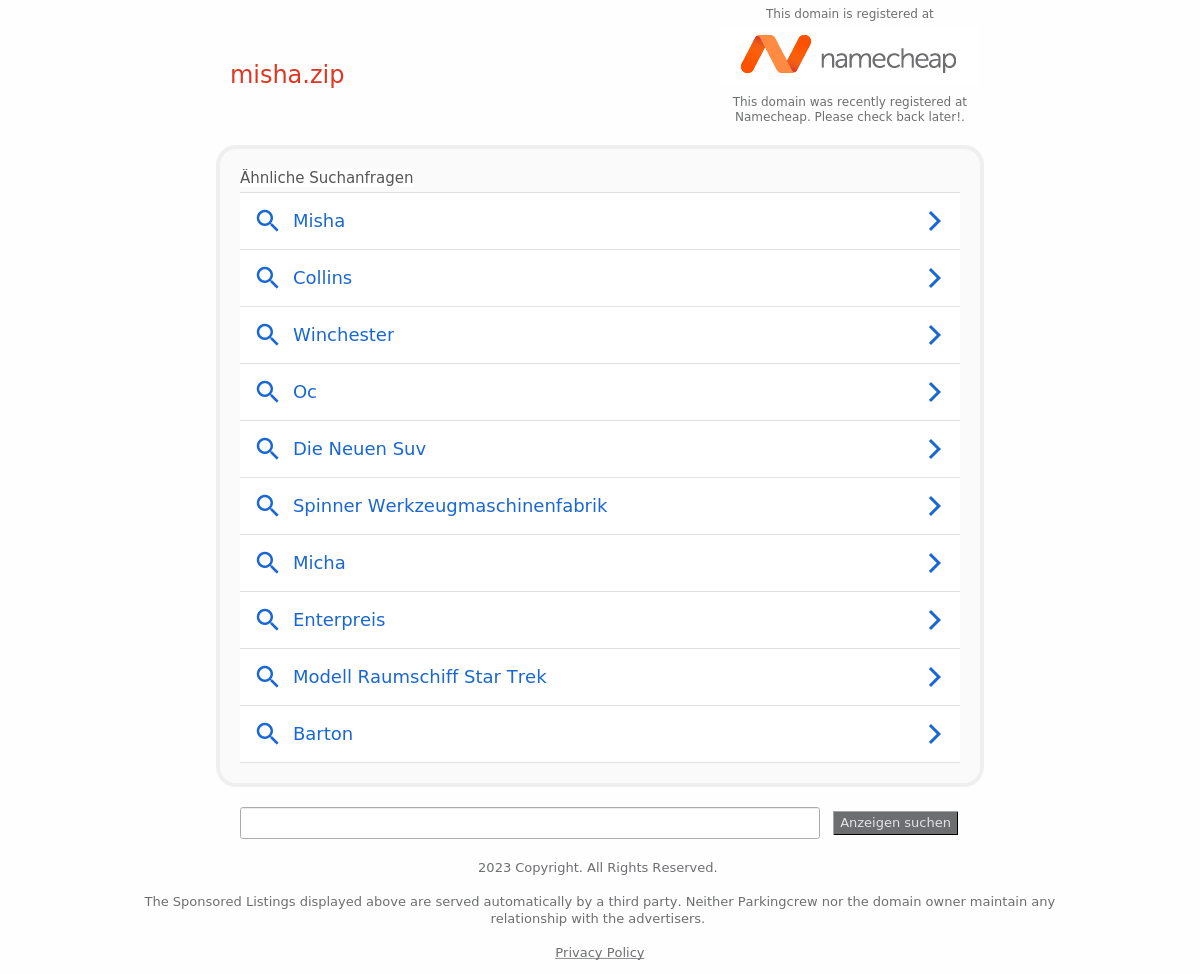 This domain is registered at
namecheap
misha.zip
This domain was recently registered at
Namecheap. Please check back later!.
Ähnliche Suchanfragen
Misha
Collins
Winchester
Oc
Die Neuen Suv
Spinner Werkzeugmaschinenfabrik
Micha
Enterpreis
Modell Raumschiff Star Trek
Barton
Anzeigen suchen
2023 Copyright. All Rights Reserved.
The Sponsored Listings displayed above are served automatically by a third party. Neither Parkingcrew nor the domain owner maintain any
relationship with the advertisers.
Privacy Policy